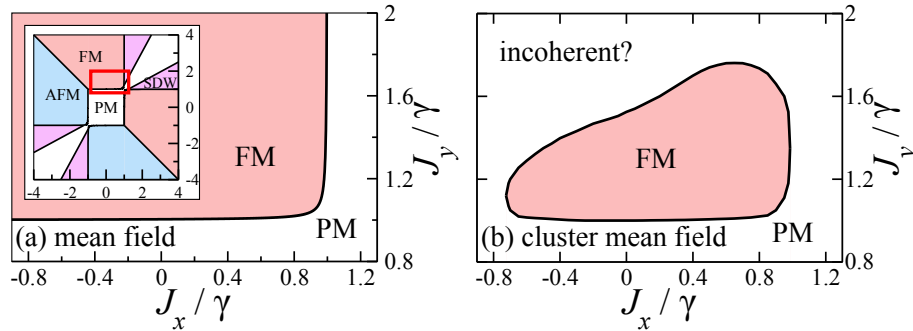 FM
AFM
SDW
PM
4
2
0
-2
-4
-4 -2 0 2 4
FM
(a) mean field
PM
-0.8 -0.4 0 0.4 0.8 1.2
J_x / γ
2
1.6
1.2
0.8
J_y / γ
incoherent?
FM
(b) cluster mean field
PM
-0.8 -0.4 0 0.4 0.8 1.2
J_x / γ
2
1.6
1.2
0.8
J_y / γ